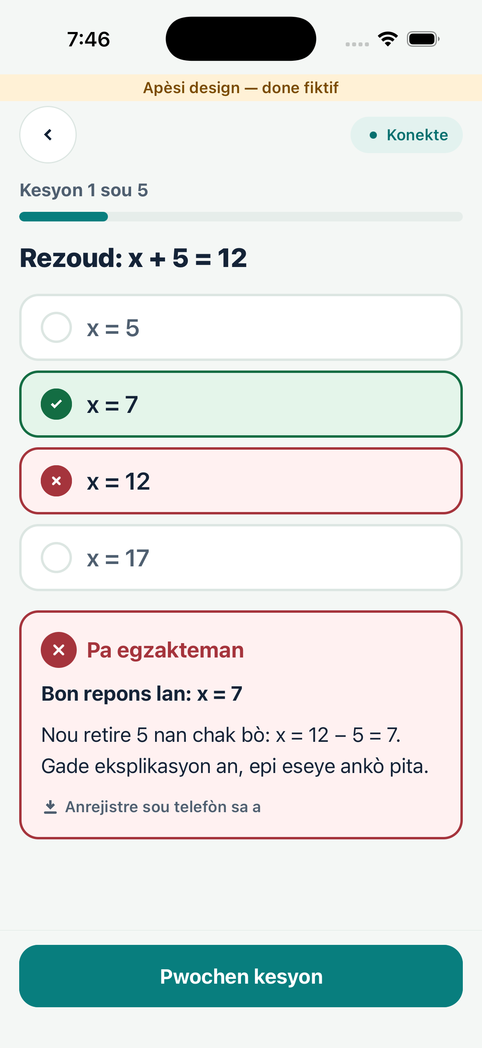 7:46
Apèsi design — done fiktif
Konekte
Kesyon 1 sou 5
Rezoud: x + 5 = 12
x = 5
x = 7
x = 12
x = 17
Pa egzakteman
Bon repons lan: x = 7
Nou retire 5 nan chak bò: x = 12 − 5 = 7.
Gade eksplikasyon an, epi eseye ankò pita.
Anrejistre sou telefòn sa a
Pwochen kesyon